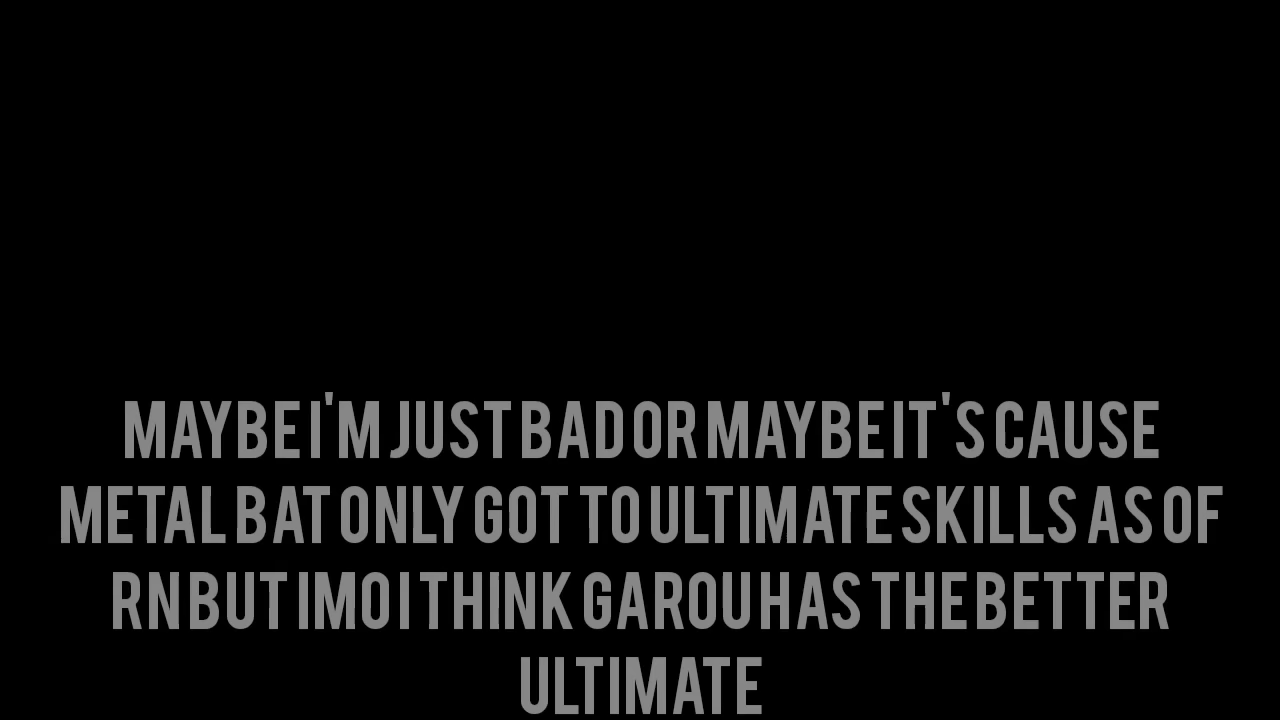 MAYBE I'M JUST BAD OR MAYBE IT'S CAUSE
METAL BAT ONLY GOT TO ULTIMATE SKILLS AS OF
RN BUT IMO I THINK GAROU HAS THE BETTER
ULTIMATE